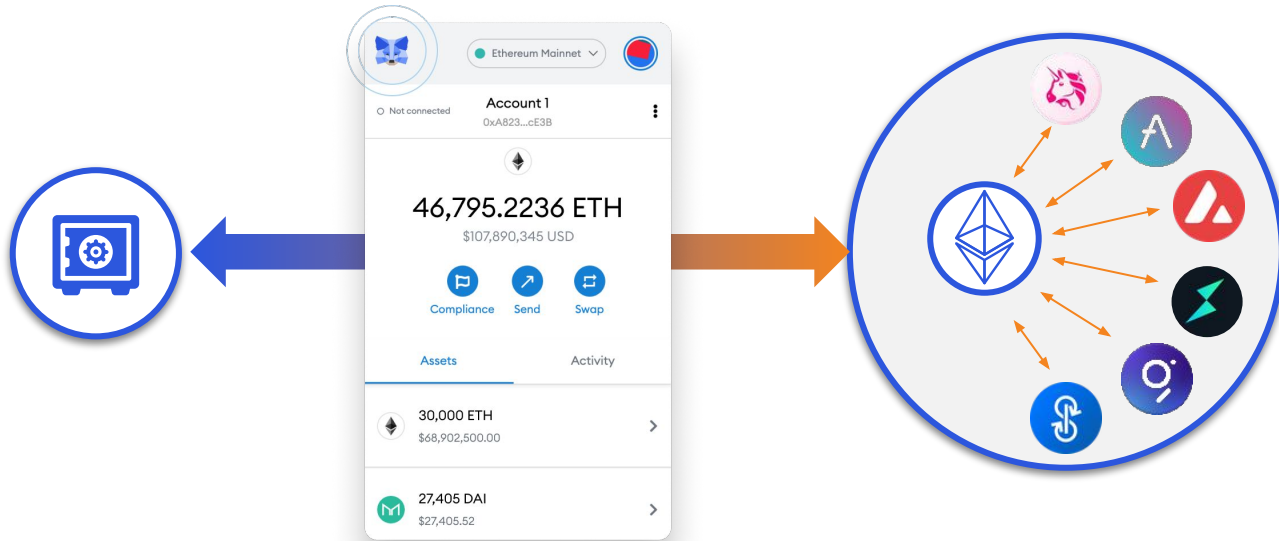 Ethereum Mainnet
Not connected
Account 1
0xA823...cE3B
46,795.2236 ETH
$107,890,345 USD
Compliance Send Swap
Assets Activity
30,000 ETH
$68,902,500.00
27,405 DAI
$27,405.52